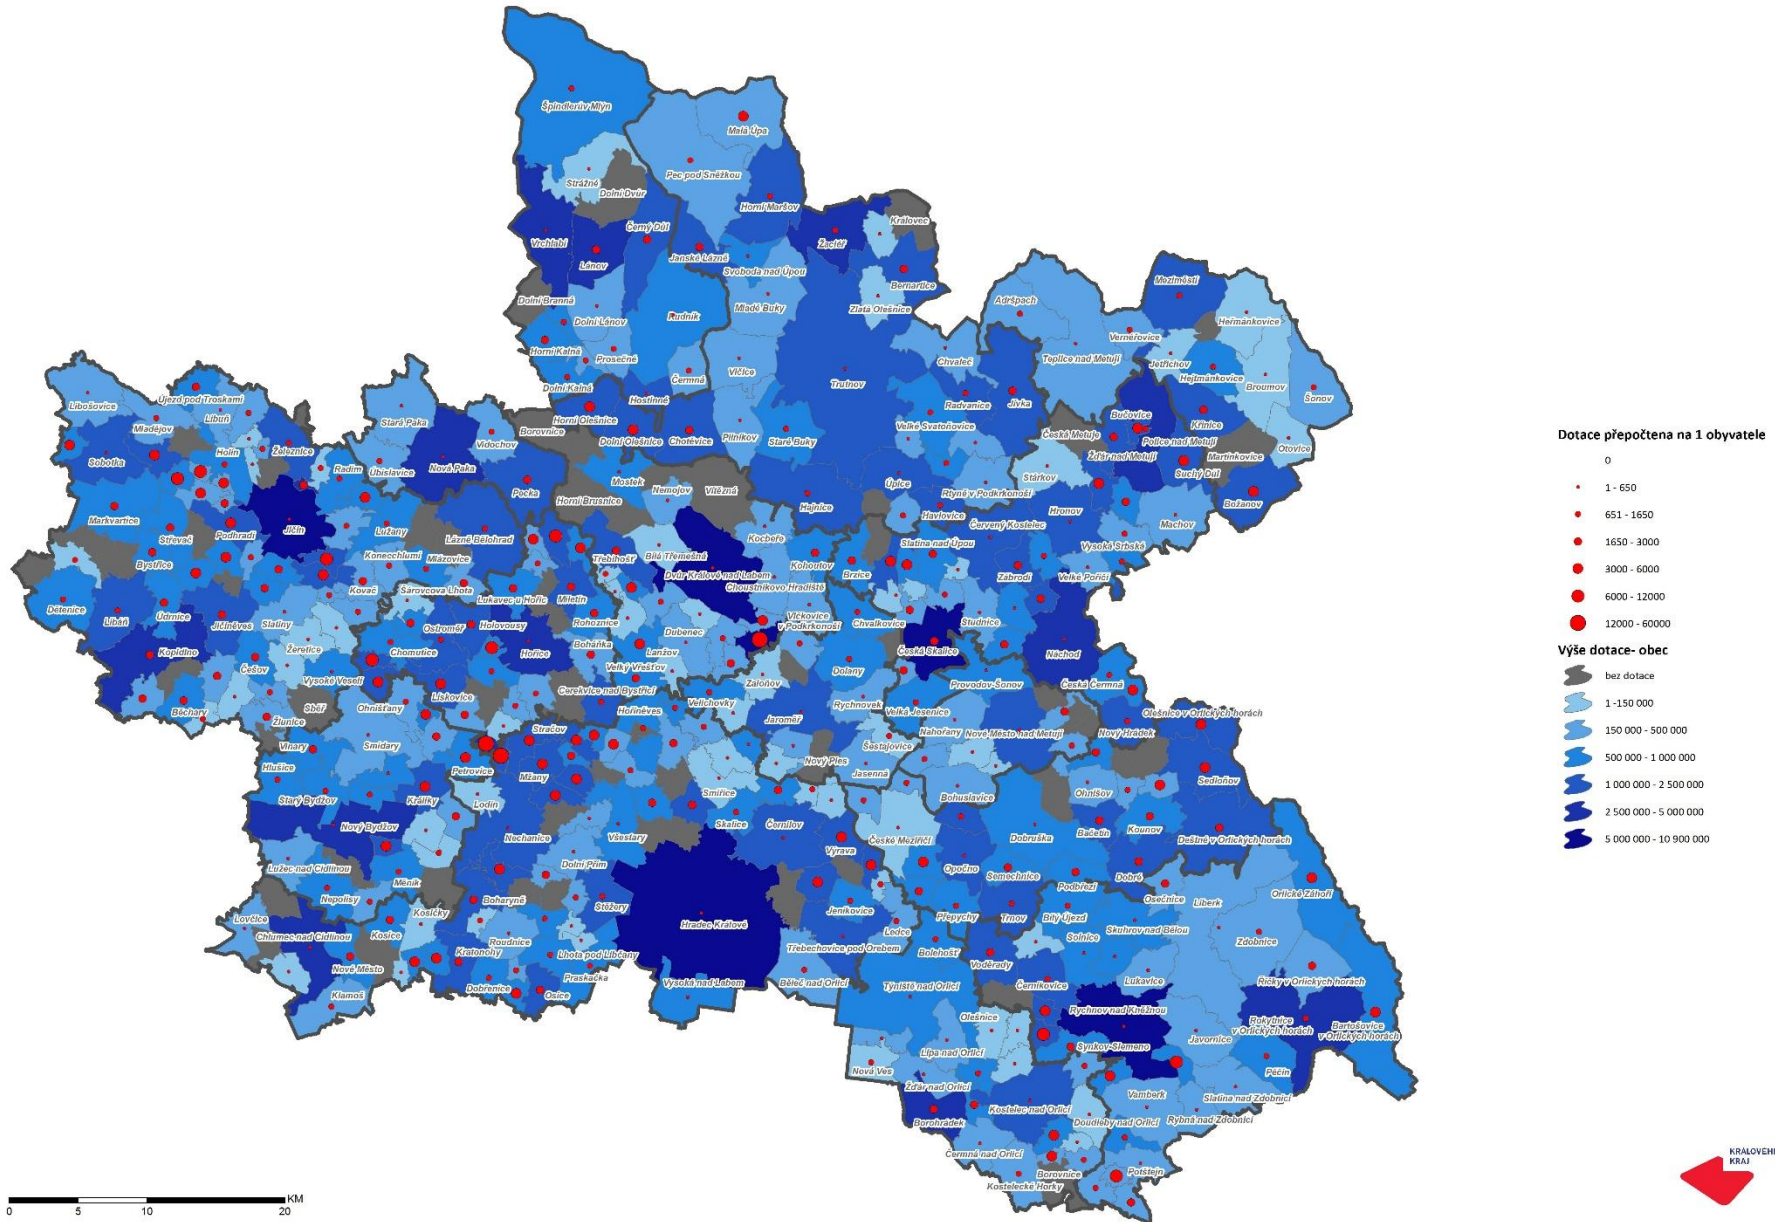 Špindlerův Mlýn
Malá Úpa
Pec pod Sněžkou
Strážné
Dolní Dvůr
Horní Maršov
Královec
Černý Důl
Vrchlabí
Žacléř
Lánov
Janské Lázně
Svoboda nad Úpou
Bernartice
Meziměstí
Dolní Branná
Mladé Buky
Zlatá Olešnice
Adršpach
Rudník
Heřmánkovice
Dolní Lánov
Vernéřovice
Horní Kalná
Prosečné
Teplice nad Metují
Jetřichov
Chvaleč
Vlčice
Trutnov
Hejtmánkovice
Broumov
Šonov
Čermná
Dolní Kalná
Libošovice
Újezd pod Troskami
Hostinné
Radvanice
Jívka
Libuň
Mladějov
Stará Paka
Horní Olešnice
Borovnice
Pilníkov
Velké Svatoňovice
Bučovice
Křinice
Vidochov
Dolní Olešnice
Chotěvice
Staré Buky
Česká Metuje
Police nad Metují
Otovice
Sobotka
Holín
Železnice
Radim
Úbislavice
Nová Paka
Žďár nad Metují
Martínkovice
Suchý Důl
Pecka
Mostek
Nemojov
Vítězná
Stárkov
Úpice
Rtyně v Podkrkonoší
Božanov
Horní Brusnice
Hajnice
Havlovice
Hronov
Markvartice
Jičín
Lužany
Červený Kostelec
Machov
Střevač
Podhradí
Lázně Bělohrad
Kocbeře
Slatina nad Úpou
Vysoká Srbská
Konecchlumí
Mlázovice
Třebihošť
Bílá Třemešná
Bystřice
Kohoutov
Brzice
Zábrodí
Velké Poříčí
Dvůr Králové nad Labem
Kovač
Šárovcova Lhota
Choustníkovo Hradiště
Miletín
Lukavec u Hořic
Dětenice
Libáň
Údrnice
Jičíněves
Slatiny
Rohoznice
Vlčkovice
v Podkrkonoší
Chvalkovice
Studnice
Ostroměř
Holovousy
Dubenec
Kopidlno
Žeretice
Chomutice
Hořice
Boháňka
Lanžov
Česká Skalice
Náchod
Češov
Vysoké Veselí
Velký Vřešťov
Dolany
Zaloňov
Provodov-Šonov
Česká Čermná
Lískovice
Cerekvice nad Bystřicí
Běchary
Sběř
Ohnišťany
Velichovky
Rychnovek
Velká Jesenice
Hořiněves
Jaroměř
Olešnice v Orlických horách
Žlunice
Stračov
Nahořany
Nové Město nad Metují
Nový Hrádek
Vinary
Smidary
Šestajovice
Petrovice
Mžany
Nový Ples
Jasenná
Sedloňov
Hlušice
Smiřice
Bohuslavice
Ohnišov
Starý Bydžov
Králíky
Lodín
Skalice
Černilov
Kounov
Nový Bydžov
Nechanice
Všestary
Dobruška
Bačetín
Deštné v Orlických horách
České Meziříčí
Výrava
Dolní Přím
Lužec nad Cidlinou
Opočno
Semechnice
Podbřezí
Dobré
Měník
Nepolisy
Boharyně
Stěžery
Jeníkovice
Osečnice
Orlické Záhoří
Kosičky
Liberk
Lovčice
Hradec Králové
Přepychy
Trnov
Bílý Újezd
Ledce
Chlumec nad Cidlinou
Kosice
Roudnice
Solnice
Skuhrov nad Bělou
Zdobnice
Kratonohy
Lhota pod Libčany
Třebechovice pod Orebem
Bolehošť
Voděrady
Nové Město
Praskačka
Vysoká nad Labem
Běleč nad Orlicí
Týniště nad Orlicí
Černíkovice
Lukavice
Říčky v Orlických horách
Klamoš
Dobřenice
Osice
Rychnov nad Kněžnou
Olešnice
Rokytnice
v Orlických horách
Bartošovice
v Orlických horách
Synkov-Slemeno
Javornice
Lípa nad Orlicí
Nová Ves
Pěčín
Žďár nad Orlicí
Vamberk
Slatina nad Zdobnicí
Kostelec nad Orlicí
Borohrádek
Doudleby nad Orlicí
Rybná nad Zdobnicí
Čermná nad Orlicí
Borovnice
Potštejn
Kostelecké Horky
Dotace přepočtena na 1 obyvatele
0
1 - 650
651 - 1650
1650 - 3000
3000 - 6000
6000 - 12000
12000 - 60000
Výše dotace- obec
bez dotace
1 -150 000
150 000 - 500 000
500 000 - 1 000 000
1 000 000 - 2 500 000
2 500 000 - 5 000 000
5 000 000 - 10 900 000
KM
0 5 10 20
KRÁLOVÉH
KRAJ